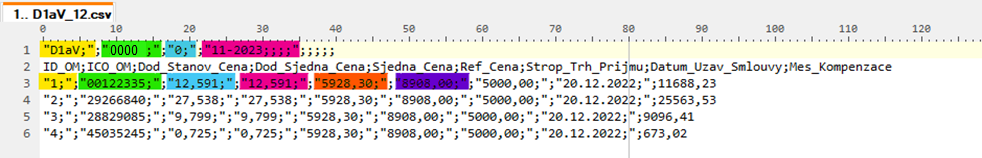 1.. D1aV_12.csv
0 10 20 30 40 50 60 70 80 90 100 110 120
1 "D1aV;";"0000 ;";"0;";"11-2023;;;;";;;;;
2 ID_OM;ICO_OM;Dod_Stanov_Cena;Dod_Sjedna_Cena;Sjedna_Cena;Ref_Cena;Strop_Trh_Prijmu;Datum_Uzav_Smlouvy;Mes_Kompenzace
3 "1;";"00122335;";"12,591;";"12,591;";"5928,30;";"8908,00;";"5000,00;";"20.12.2022;";11688,23
4 "2;";"29266840;";"27,538;";"27,538;";"5928,30;";"8908,00;";"5000,00;";"20.12.2022;";25563,53
5 "3;";"28829085;";"9,799;";"9,799;";"5928,30;";"8908,00;";"5000,00;";"20.12.2022;";9096,41
6 "4;";"45035245;";"0,725;";"0,725;";"5928,30;";"8908,00;";"5000,00;";"20.12.2022;";673,02